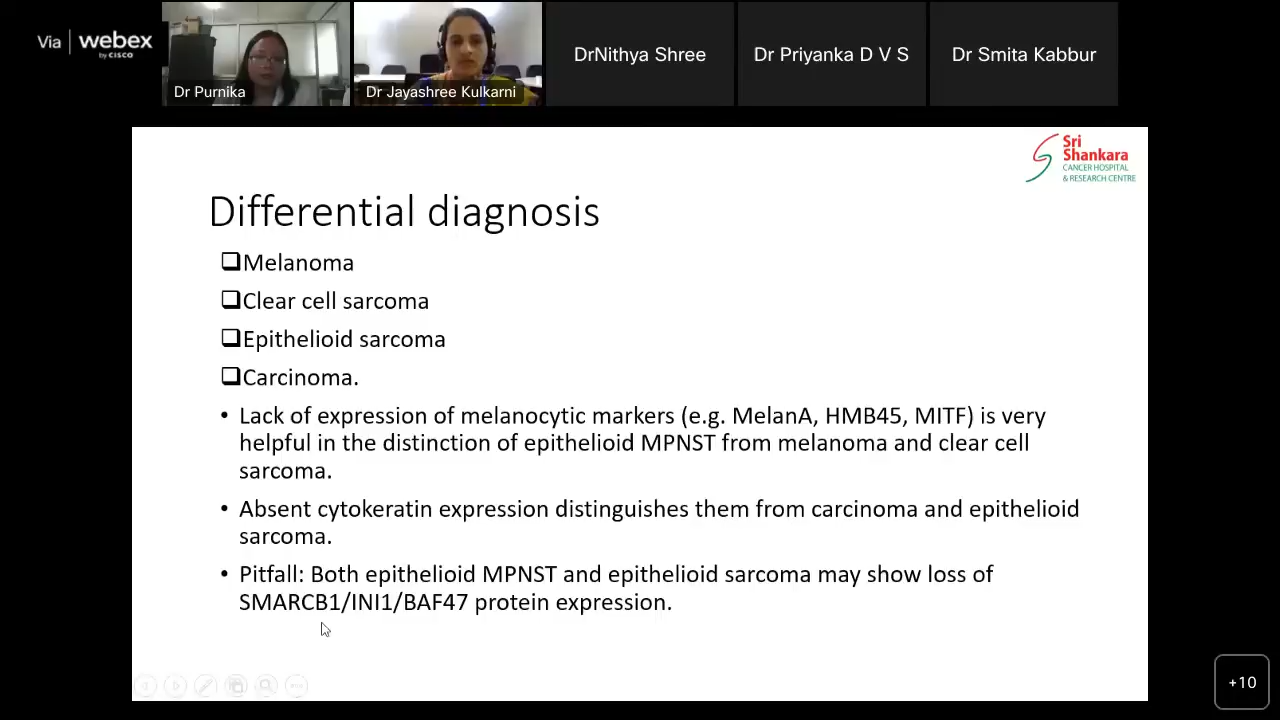 Via webex
by CISCO
Dr Purnika
Dr Jayashree Kulkarni
DrNithya Shree
Dr Priyanka D V S
Dr Smita Kabbur
Sri
Shankara
CANCER HOSPITAL
& RESEARCH CENTRE
Differential diagnosis
❑Melanoma
❑Clear cell sarcoma
❑Epithelioid sarcoma
❑Carcinoma.
• Lack of expression of melanocytic markers (e.g. MelanA, HMB45, MITF) is very
helpful in the distinction of epithelioid MPNST from melanoma and clear cell
sarcoma.
• Absent cytokeratin expression distinguishes them from carcinoma and epithelioid
sarcoma.
• Pitfall: Both epithelioid MPNST and epithelioid sarcoma may show loss of
SMARCB1/INI1/BAF47 protein expression.
+10